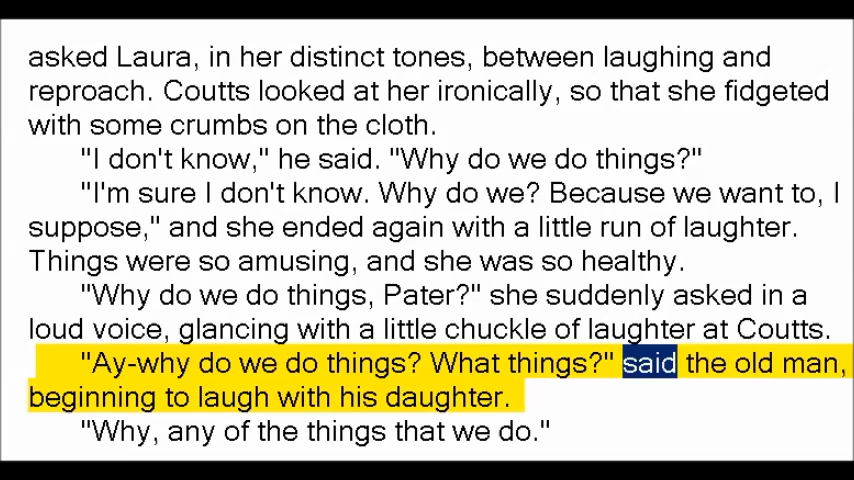 asked Laura, in her distinct tones, between laughing and
reproach. Coutts looked at her ironically, so that she fidgeted
with some crumbs on the cloth.
"I don't know," he said. "Why do we do things?"
"I'm sure I don't know. Why do we? Because we want to, I
suppose," and she ended again with a little run of laughter.
Things were so amusing, and she was so healthy.
"Why do we do things, Pater?" she suddenly asked in a
loud voice, glancing with a little chuckle of laughter at Coutts.
"Ay-why do we do things? What things?" said the old man,
beginning to laugh with his daughter.
"Why, any of the things that we do."